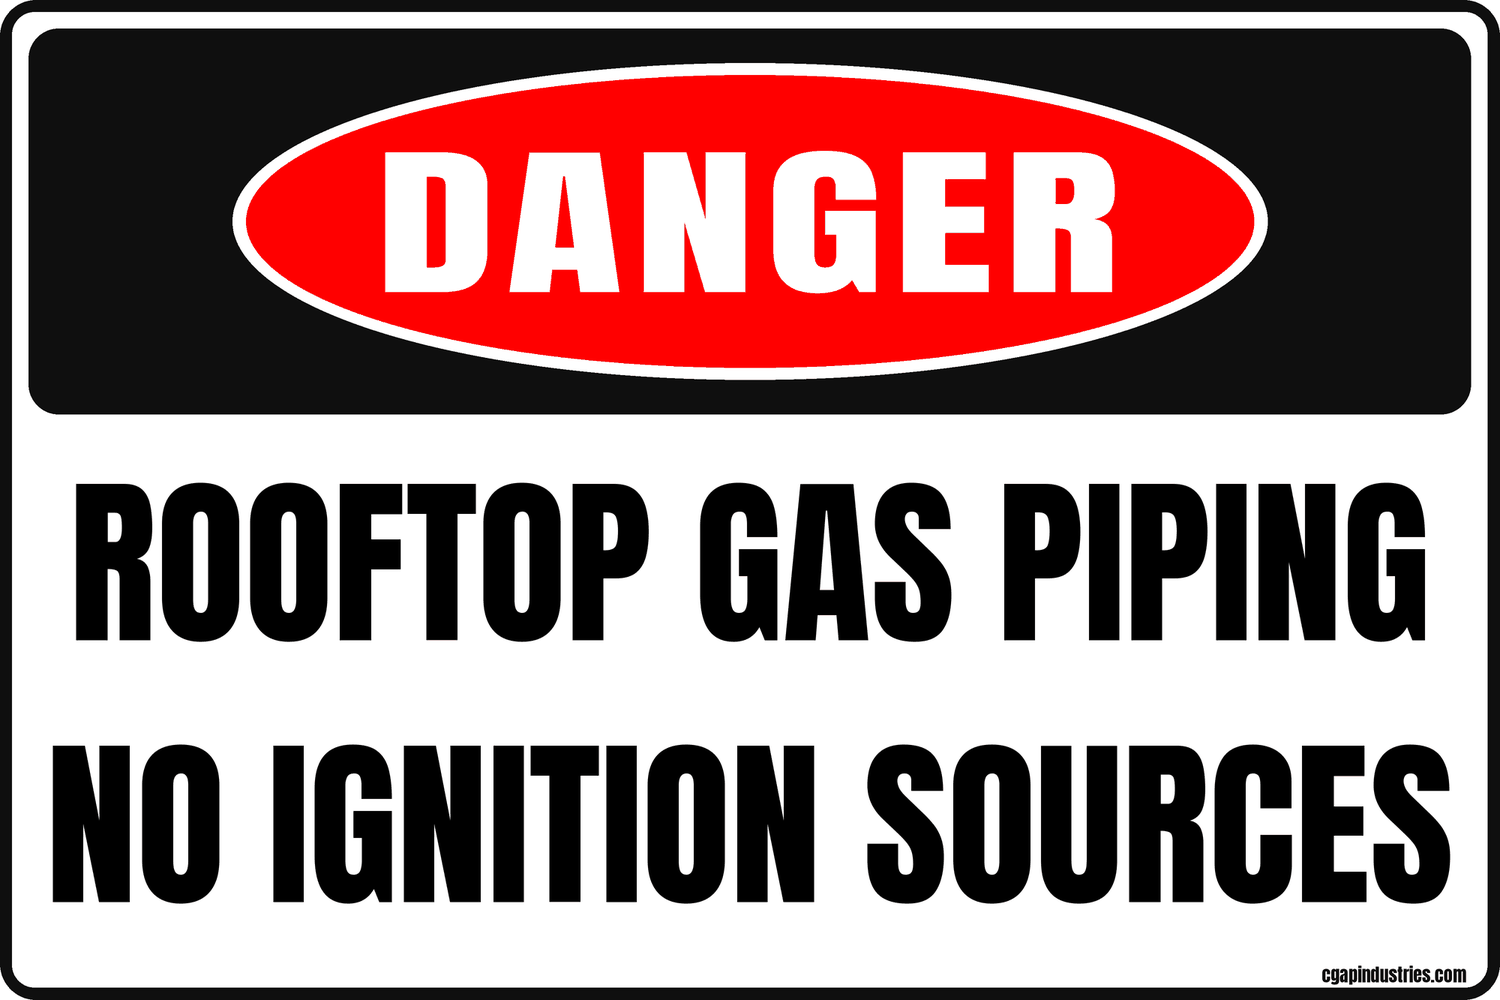 DANGER
ROOFTOP GAS PIPING
NO IGNITION SOURCES
cgapindustries.com